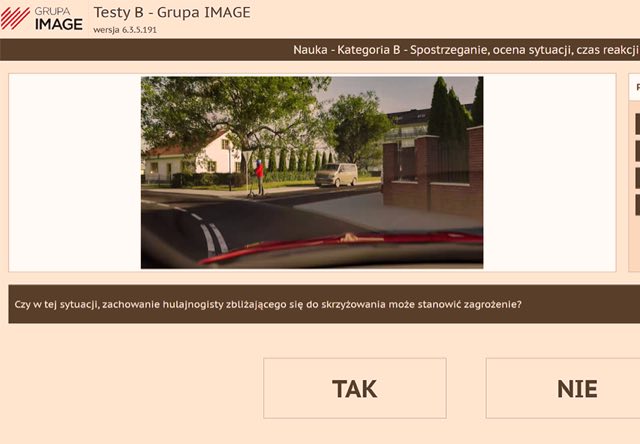 GRUPA
IMAGE
Testy B - Grupa IMAGE
wersja 6.3.5.191
Nauka - Kategoria B - Spostrzeganie, ocena sytuacji, czas reakcji
Czy w tej sytuacji, zachowanie hulajnogisty zbliżającego się do skrzyżowania może stanowić zagrożenie?
TAK
NIE